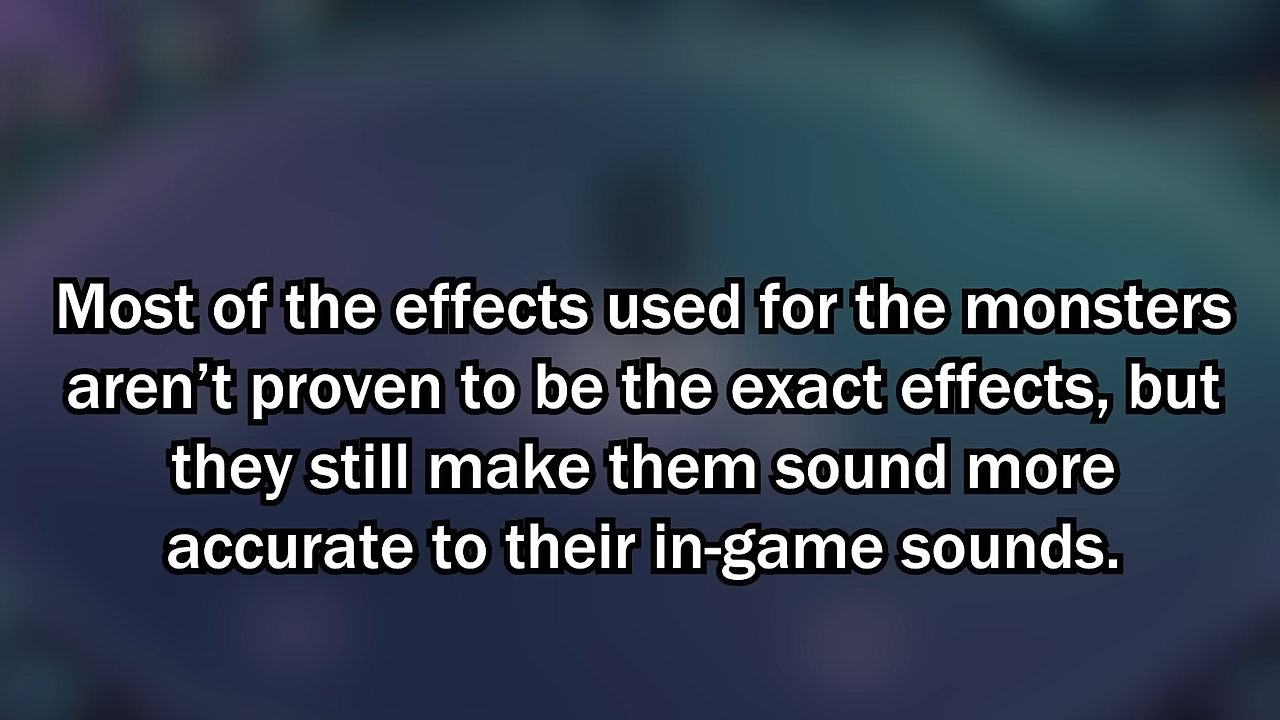 Most of the effects used for the monsters
aren’t proven to be the exact effects, but
they still make them sound more
accurate to their in-game sounds.